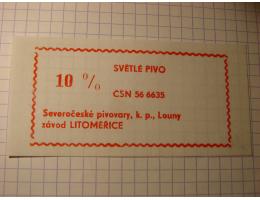 SVĚTLÉ PIVO
10 %
ČSN 56 6635
Severočeské pivovary, k. p., Louny
závod LITOMĚŘICE